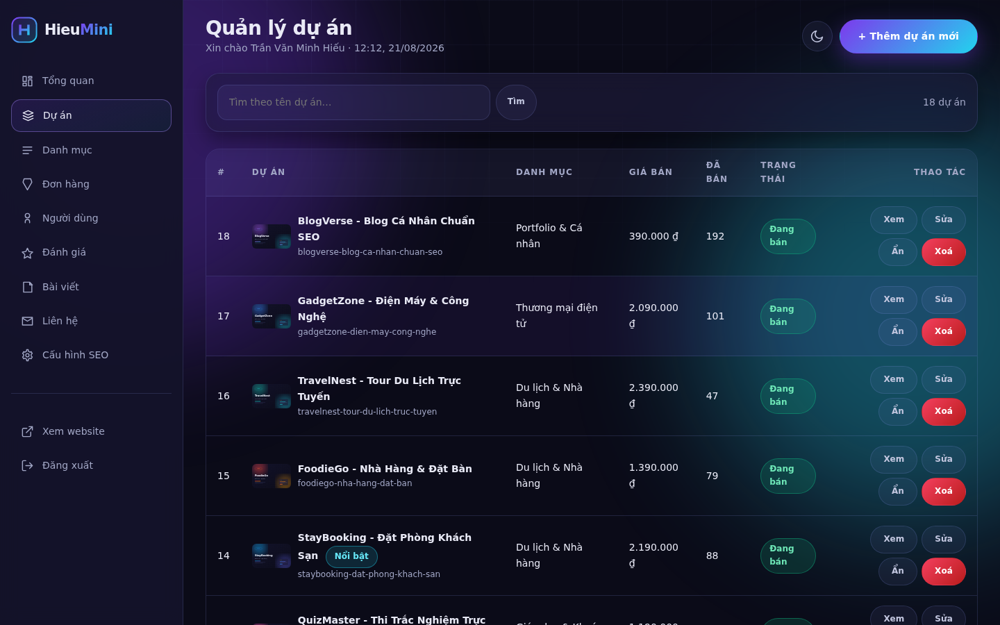 HieuMini
Tổng quan
Dự án
Danh mục
Đơn hàng
Người dùng
Đánh giá
Bài viết
Liên hệ
Cấu hình SEO
Xem website
Đăng xuất
Quản lý dự án
Xin chào Trần Văn Minh Hiếu · 12:12, 21/08/2026
+ Thêm dự án mới
Tìm theo tên dự án...
Tìm
18 dự án
# DỰ ÁN DANH MỤC GIÁ BÁN ĐÃ BÁN TRẠNG THÁI THAO TÁC
18
BlogVerse
BlogVerse - Blog Cá Nhân Chuẩn
SEO
blogverse-blog-ca-nhan-chuan-seo
Portfolio & Cá
nhân
390.000 ₫
192
Đang
bán
Xem Sửa
Ẩn Xoá
17
GadgetZone
GadgetZone - Điện Máy & Công
Nghệ
gadgetzone-dien-may-cong-nghe
Thương mại điện
tử
2.090.000
₫
101
Đang
bán
Xem Sửa
Ẩn Xoá
16
TravelNest
TravelNest - Tour Du Lịch Trực
Tuyến
travelnest-tour-du-lich-truc-tuyen
Du lịch & Nhà
hàng
2.390.000
₫
47
Đang
bán
Xem Sửa
Ẩn Xoá
15
FoodieGo
FoodieGo - Nhà Hàng & Đặt Bàn
foodiego-nha-hang-dat-ban
Du lịch & Nhà
hàng
1.390.000
₫
79
Đang
bán
Xem Sửa
Ẩn Xoá
14
StayBooking
StayBooking - Đặt Phòng Khách
Sạn Nổi bật
staybooking-dat-phong-khach-san
Du lịch & Nhà
hàng
2.190.000
₫
88
Đang
bán
Xem Sửa
Ẩn Xoá
QuizMaster - Thi Trắc Nghiệm Trực
Xem Sửa